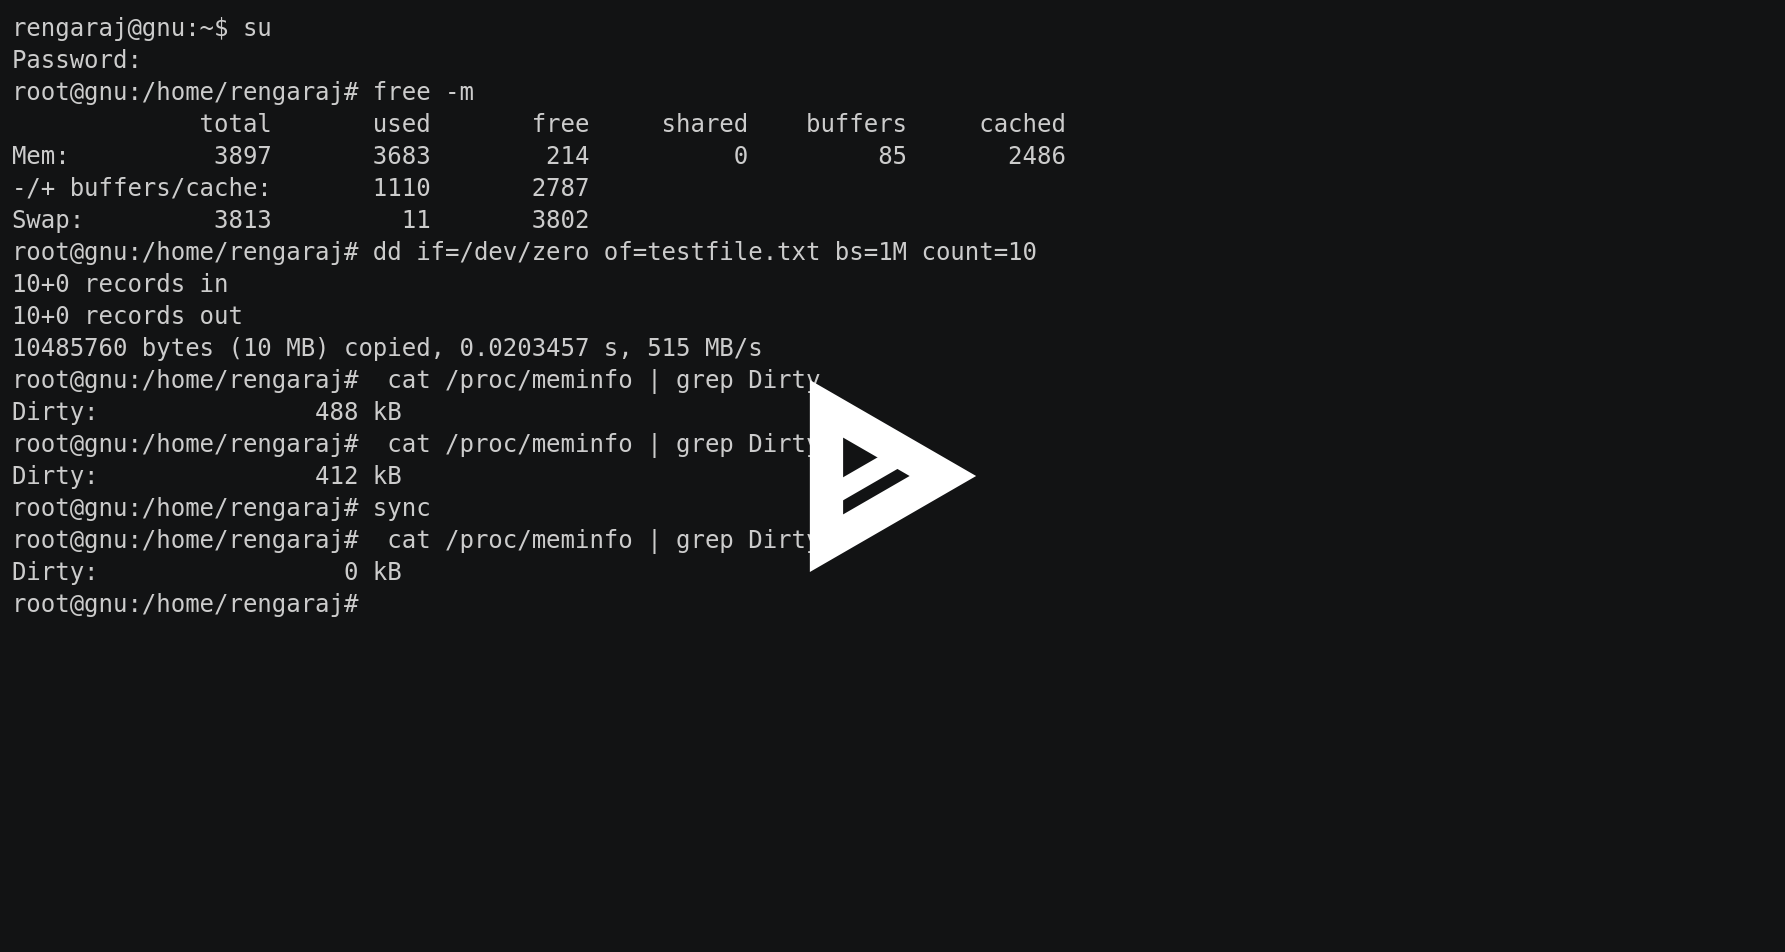 rengaraj@gnu:~$ su
Password:
root@gnu:/home/rengaraj# free -m
             total       used       free     shared    buffers     cached
Mem:          3897       3683        214          0         85       2486
-/+ buffers/cache:       1110       2787
Swap:         3813         11       3802
root@gnu:/home/rengaraj# dd if=/dev/zero of=testfile.txt bs=1M count=10
10+0 records in
10+0 records out
10485760 bytes (10 MB) copied, 0.0203457 s, 515 MB/s
root@gnu:/home/rengaraj#  cat /proc/meminfo | grep Dirty
Dirty:               488 kB
root@gnu:/home/rengaraj#  cat /proc/meminfo | grep Dirty
Dirty:               412 kB
root@gnu:/home/rengaraj# sync
root@gnu:/home/rengaraj#  cat /proc/meminfo | grep Dirty
Dirty:                 0 kB
root@gnu:/home/rengaraj#